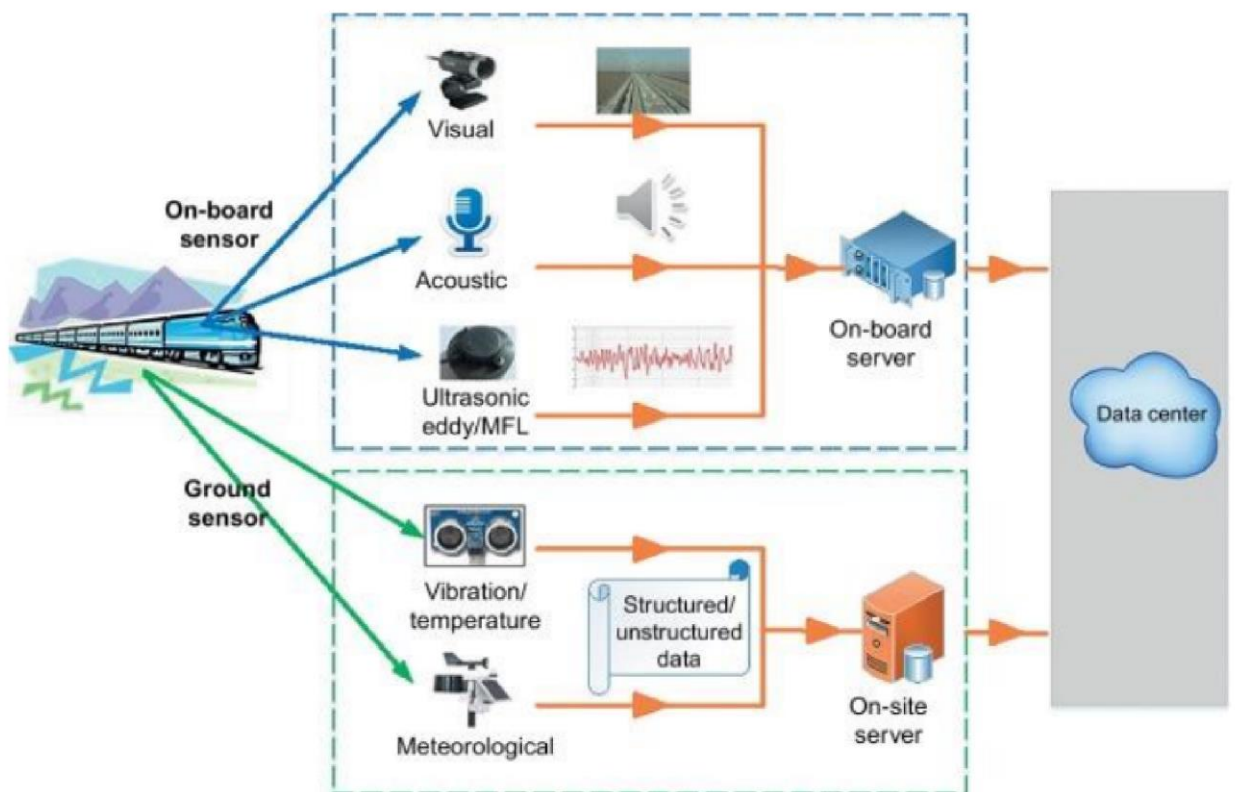 Visual
On-board
sensor
Acoustic
On-board
server
Ultrasonic
eddy/MFL
Data center
Ground
sensor
Vibration/
temperature
Structured/
unstructured
data
On-site
server
Meteorological